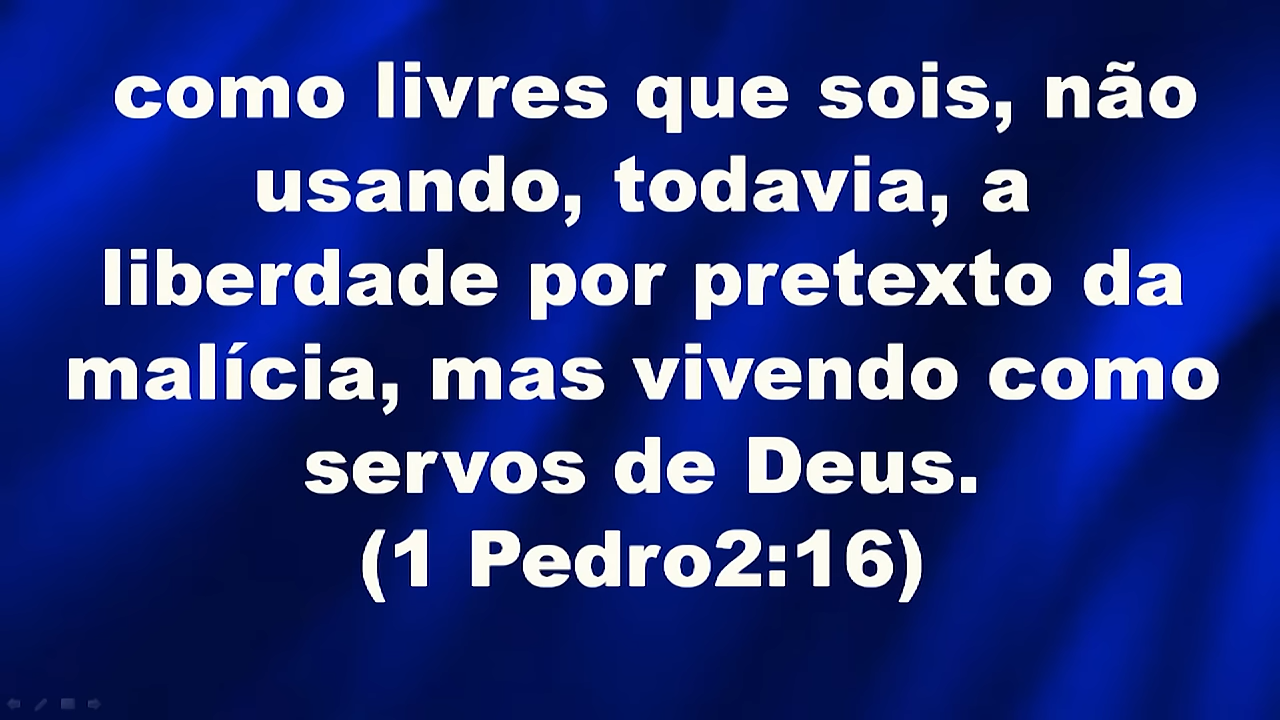 como livres que sois, não
usando, todavia, a
liberdade por pretexto da
malícia, mas vivendo como
servos de Deus.
(1 Pedro2:16)